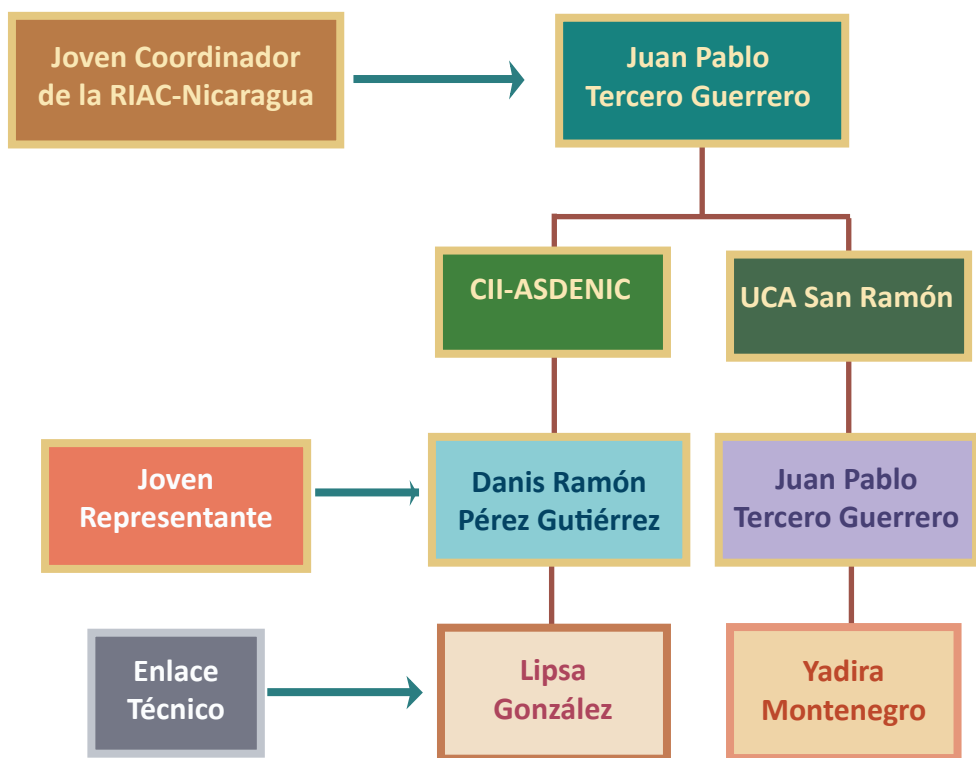 Joven Coordinador
de la RIAC-Nicaragua
Juan Pablo
Tercero Guerrero
CII-ASDENIC
UCA San Ramón
Joven
Representante
Danis Ramón
Pérez Gutiérrez
Juan Pablo
Tercero Guerrero
Enlace
Técnico
Lipsa
González
Yadira
Montenegro